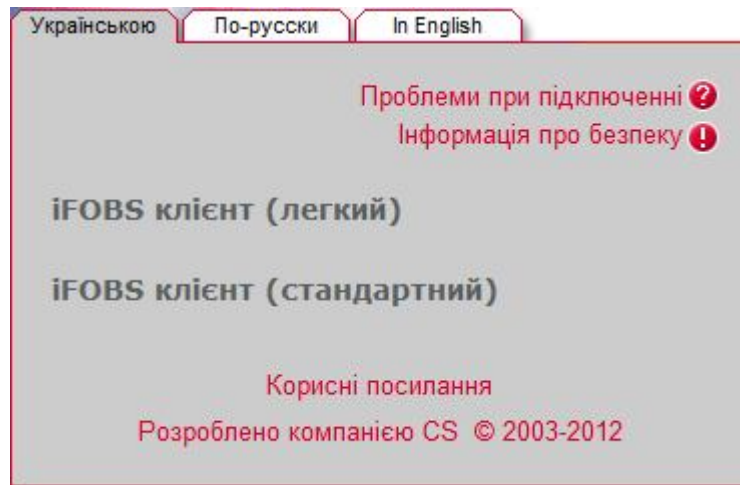 Українською По-русски In English
Проблеми при підключенні ?
Інформація про безпеку !
iFOBS клієнт (легкий)
iFOBS клієнт (стандартний)
Корисні посилання
Розроблено компанією CS © 2003-2012